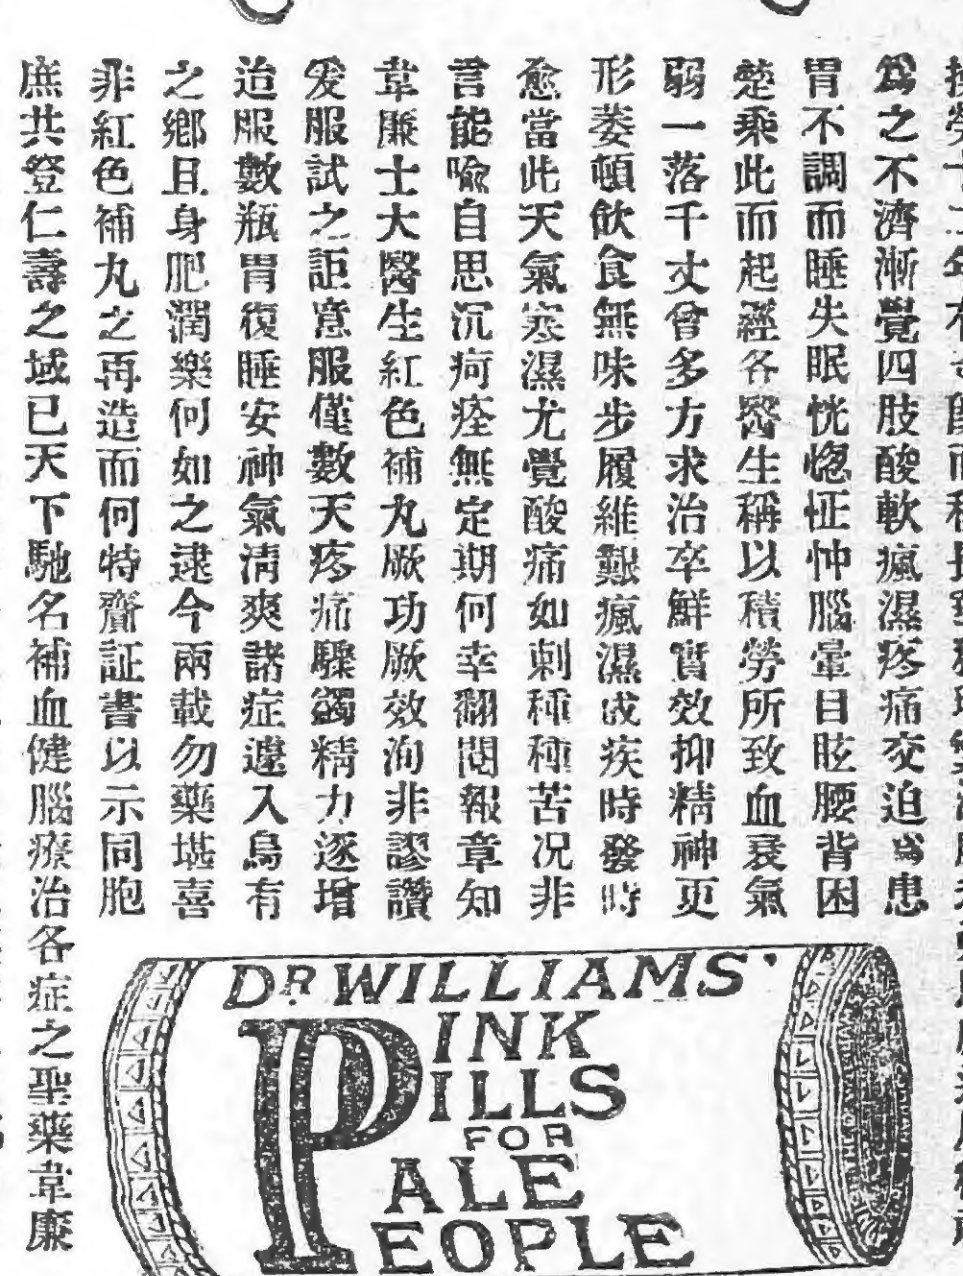 為之不濟漸覺四肢酸軟瘋濕疼痛交迫為患
胃不調而睡失眠恍惚怔忡腦暈目眩腰背困
楚乘此而起經各醫生稱以積勞所致血衰氣
弱一落千丈曾多方求治卒鮮實效抑精神更
形萎頓飲食無味步履維艱瘋濕成疾時發時
愈當此天氣寒濕尤覺酸痛如刺種種苦况非
言能喩自思沉疴痊無定期何幸翻閱報章知
韋廉士大醫生紅色補丸厥功厥效洵非謬讚
爰服試之詎意服僅數天疼痛驟蠲精力逐增
迨服數瓶胃復睡安神氣清爽諸症遽入烏有
之鄉且身肥潤樂何如之逮今兩載勿藥堪喜
非紅色補丸之再造而何特齎証書以示同胞
庶共登仁壽之域已天下馳名補血健腦療治各症之聖藥韋廉
DR WILLIAMS'
PINK
PILLS
FOR
PALE
PEOPLE